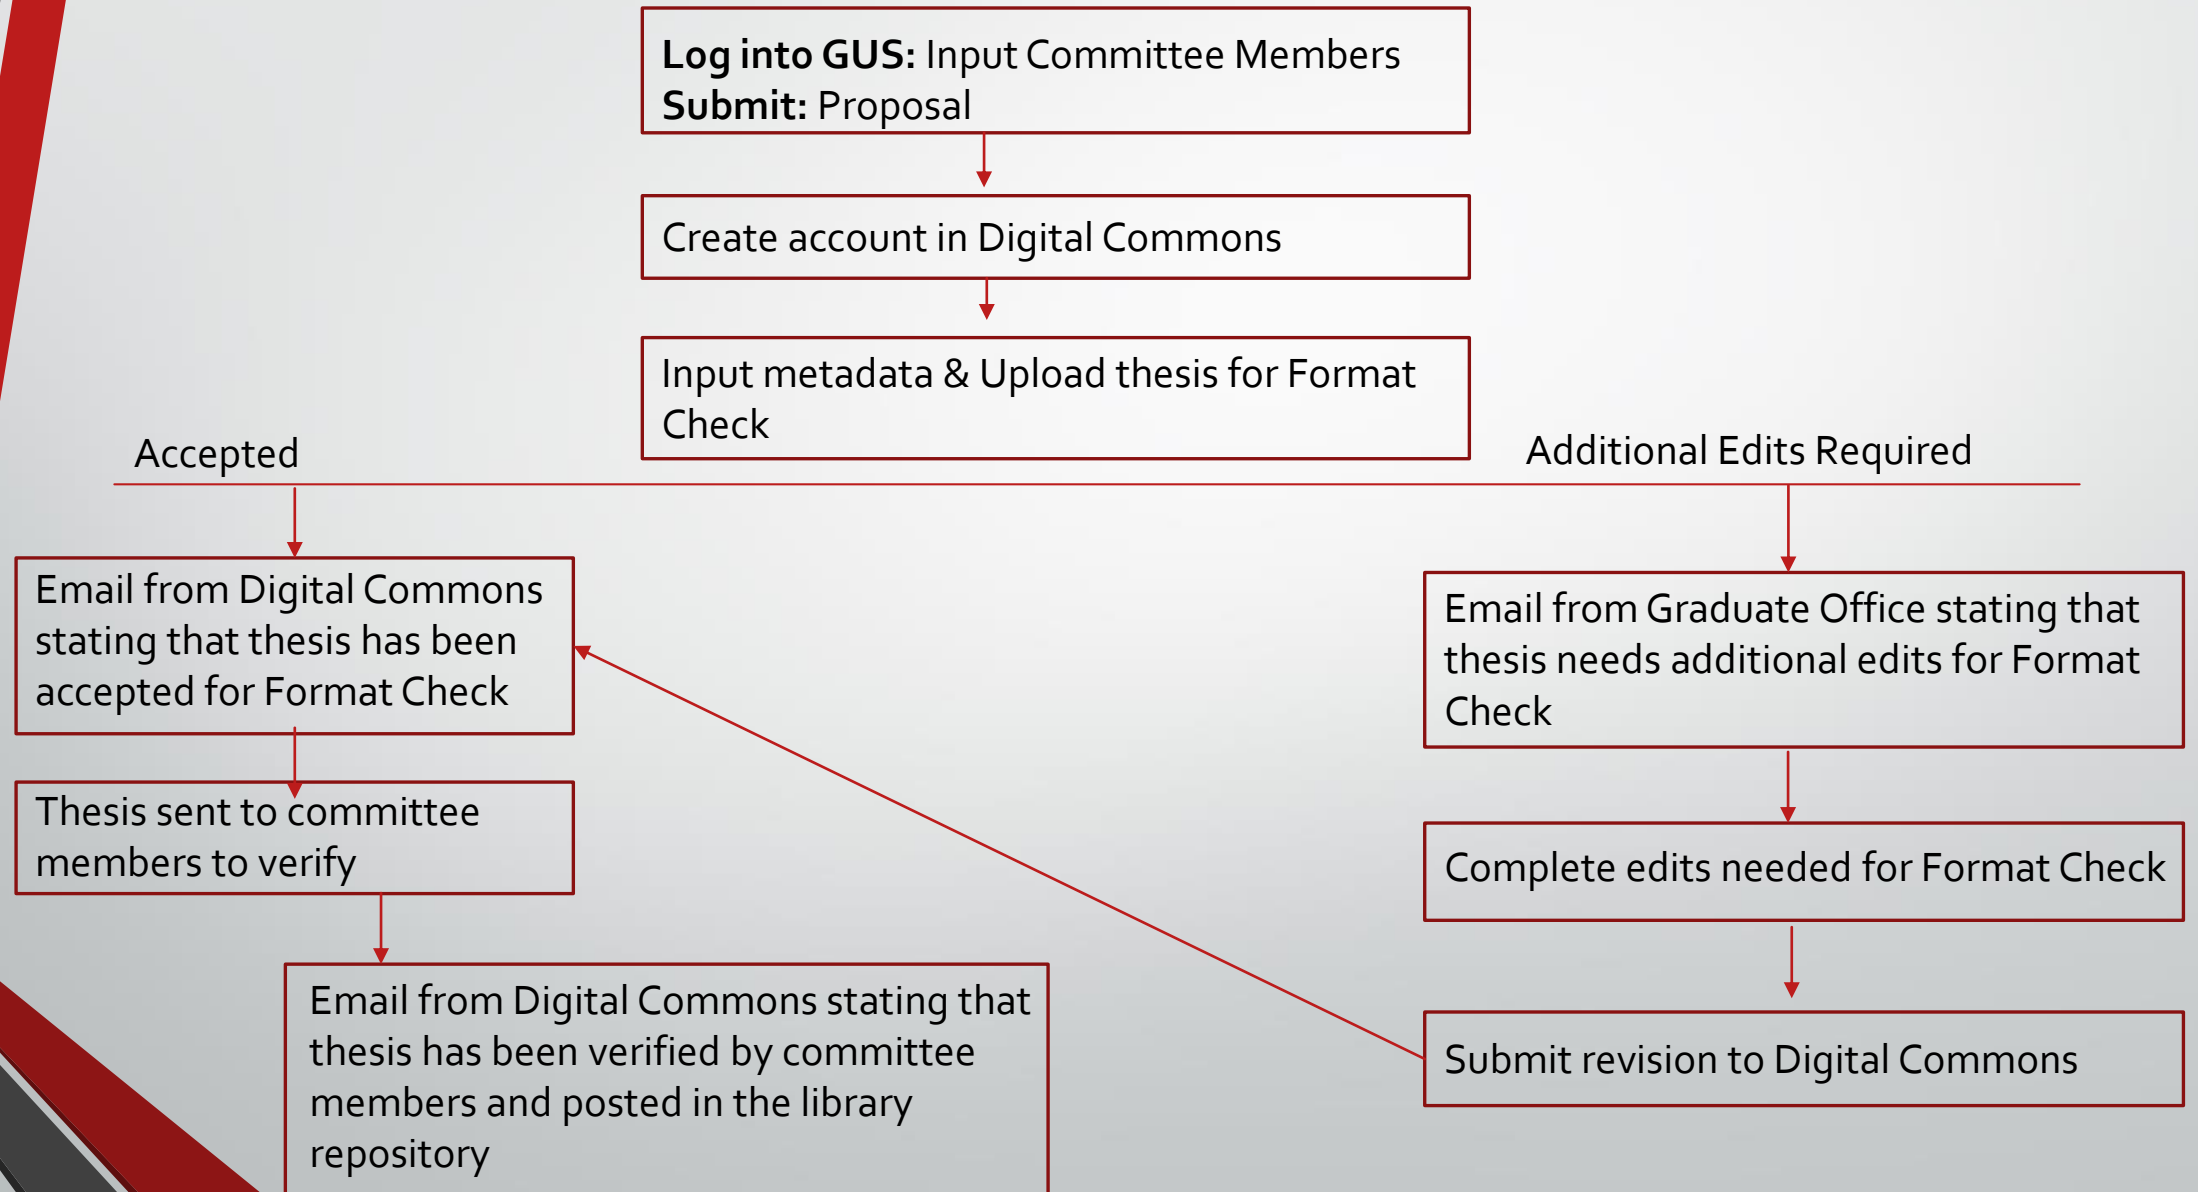 Log into GUS: Input Committee Members
Submit: Proposal
Create account in Digital Commons
Input metadata & Upload thesis for Format
Check
Accepted
Additional Edits Required
Email from Digital Commons
stating that thesis has been
accepted for Format Check
Thesis sent to committee
members to verify
Email from Digital Commons stating that
thesis has been verified by committee
members and posted in the library
repository
Email from Graduate Office stating that
thesis needs additional edits for Format
Check
Complete edits needed for Format Check
Submit revision to Digital Commons